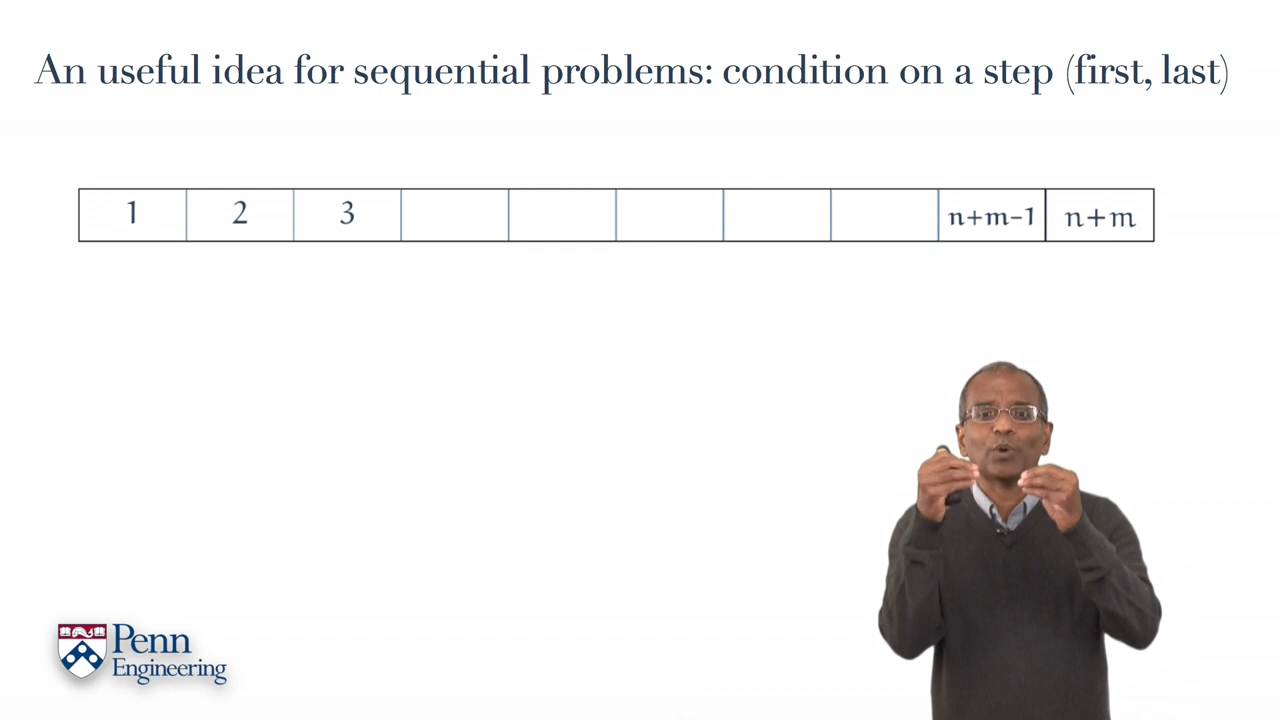 An useful idea for sequential problems: condition on a step (first, last)
1 2 3 n+m-1 n+m
Penn
Engineering